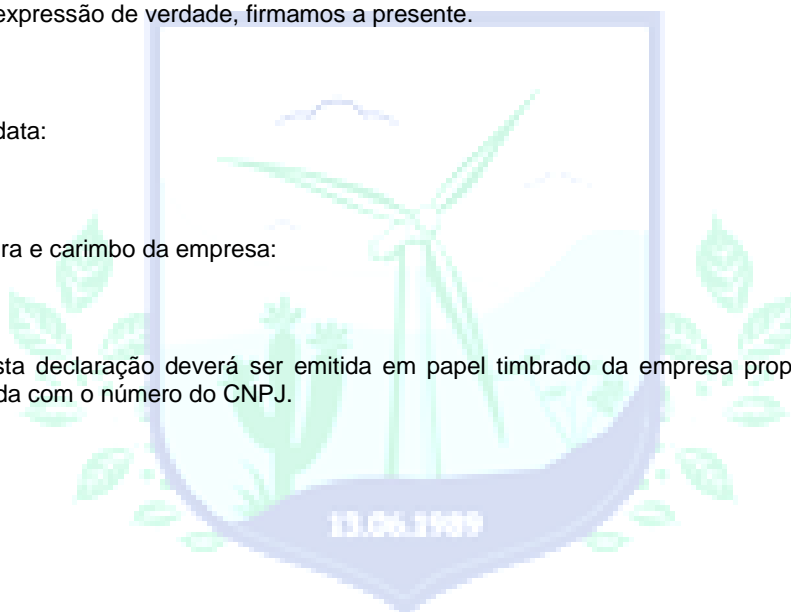 expressão de verdade, firmamos a presente.
data:
ra e carimbo da empresa:
sta declaração deverá ser emitida em papel timbrado da empresa prop
da com o número do CNPJ.
13.06.1989